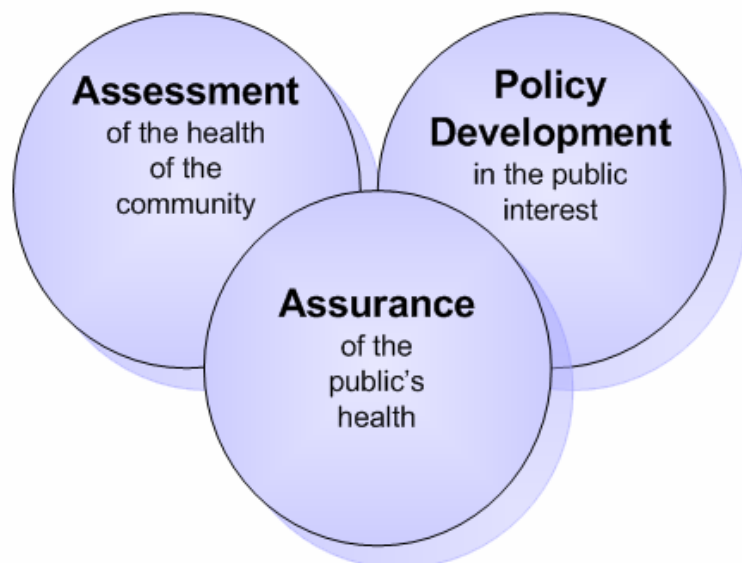 Assessment
of the health
of the
community
Policy
Development
in the public
interest
Assurance
of the
public’s
health